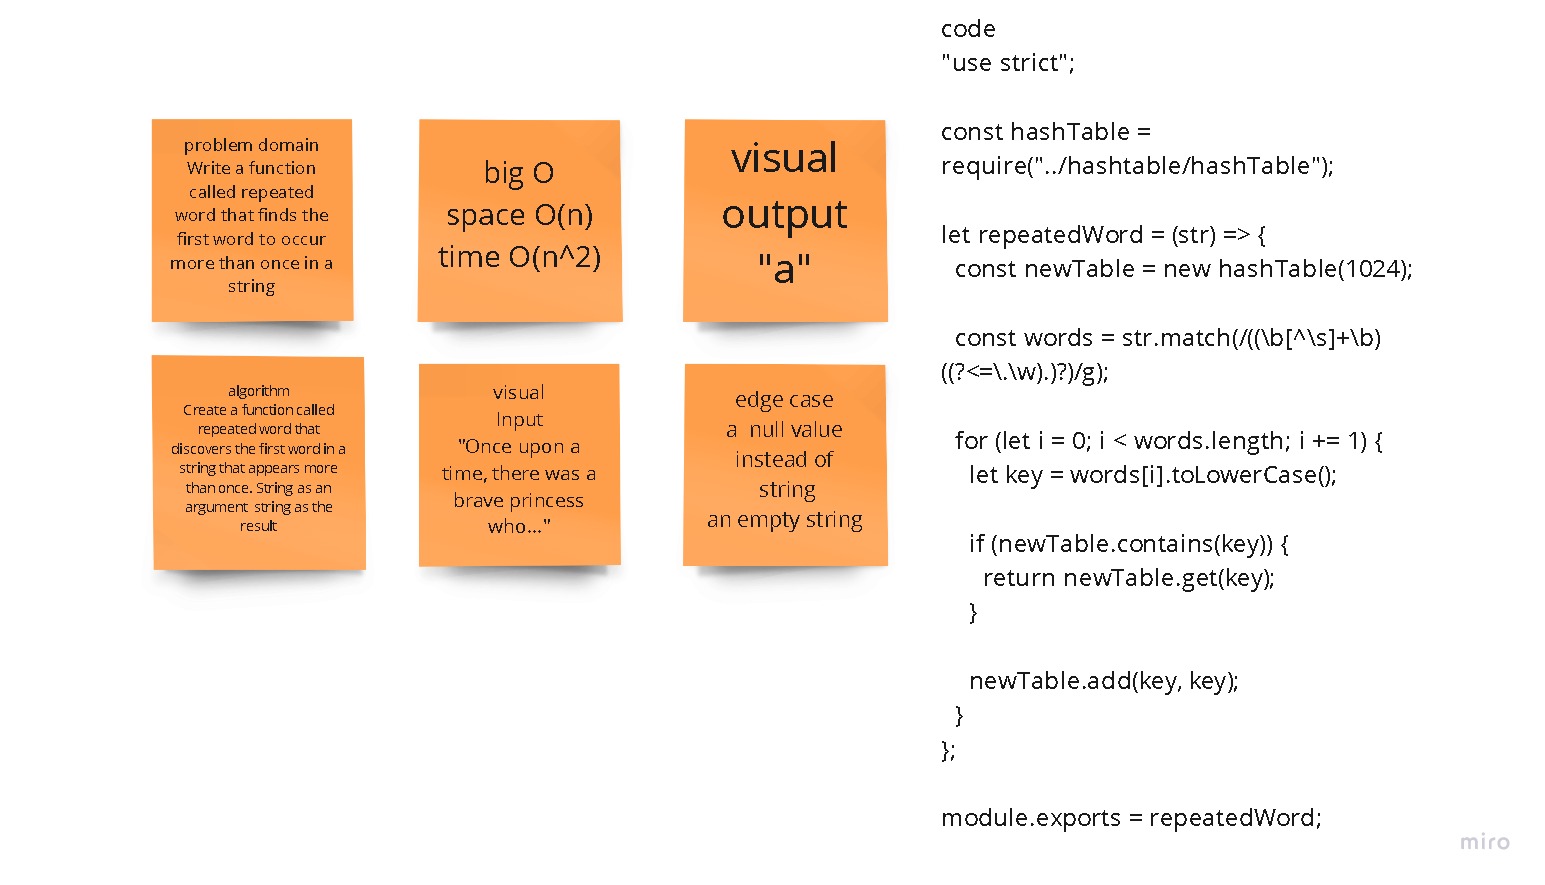 problem domain
Write a function
called repeated
word that finds the
first word to occur
more than once in a
string
big O
space O(n)
time O(n^2)
visual
output
"a"
algorithm
Create a function called
repeated word that
discovers the first word in a
string that appears more
than once. String as an
argument  string as the
result
visual
Input
"Once upon a
time, there was a
brave princess
who..."
edge case
a  null value
instead of
string
an empty string
code
"use strict";

const hashTable =
require("../hashtable/hashTable");

let repeatedWord = (str) => {
  const newTable = new hashTable(1024);

  const words = str.match(/((\b[^\s]+\b)
((?<=\.\w).)?)/g);

  for (let i = 0; i < words.length; i += 1) {
    let key = words[i].toLowerCase();

    if (newTable.contains(key)) {
      return newTable.get(key);
    }

    newTable.add(key, key);
  }
};

module.exports = repeatedWord;
miro